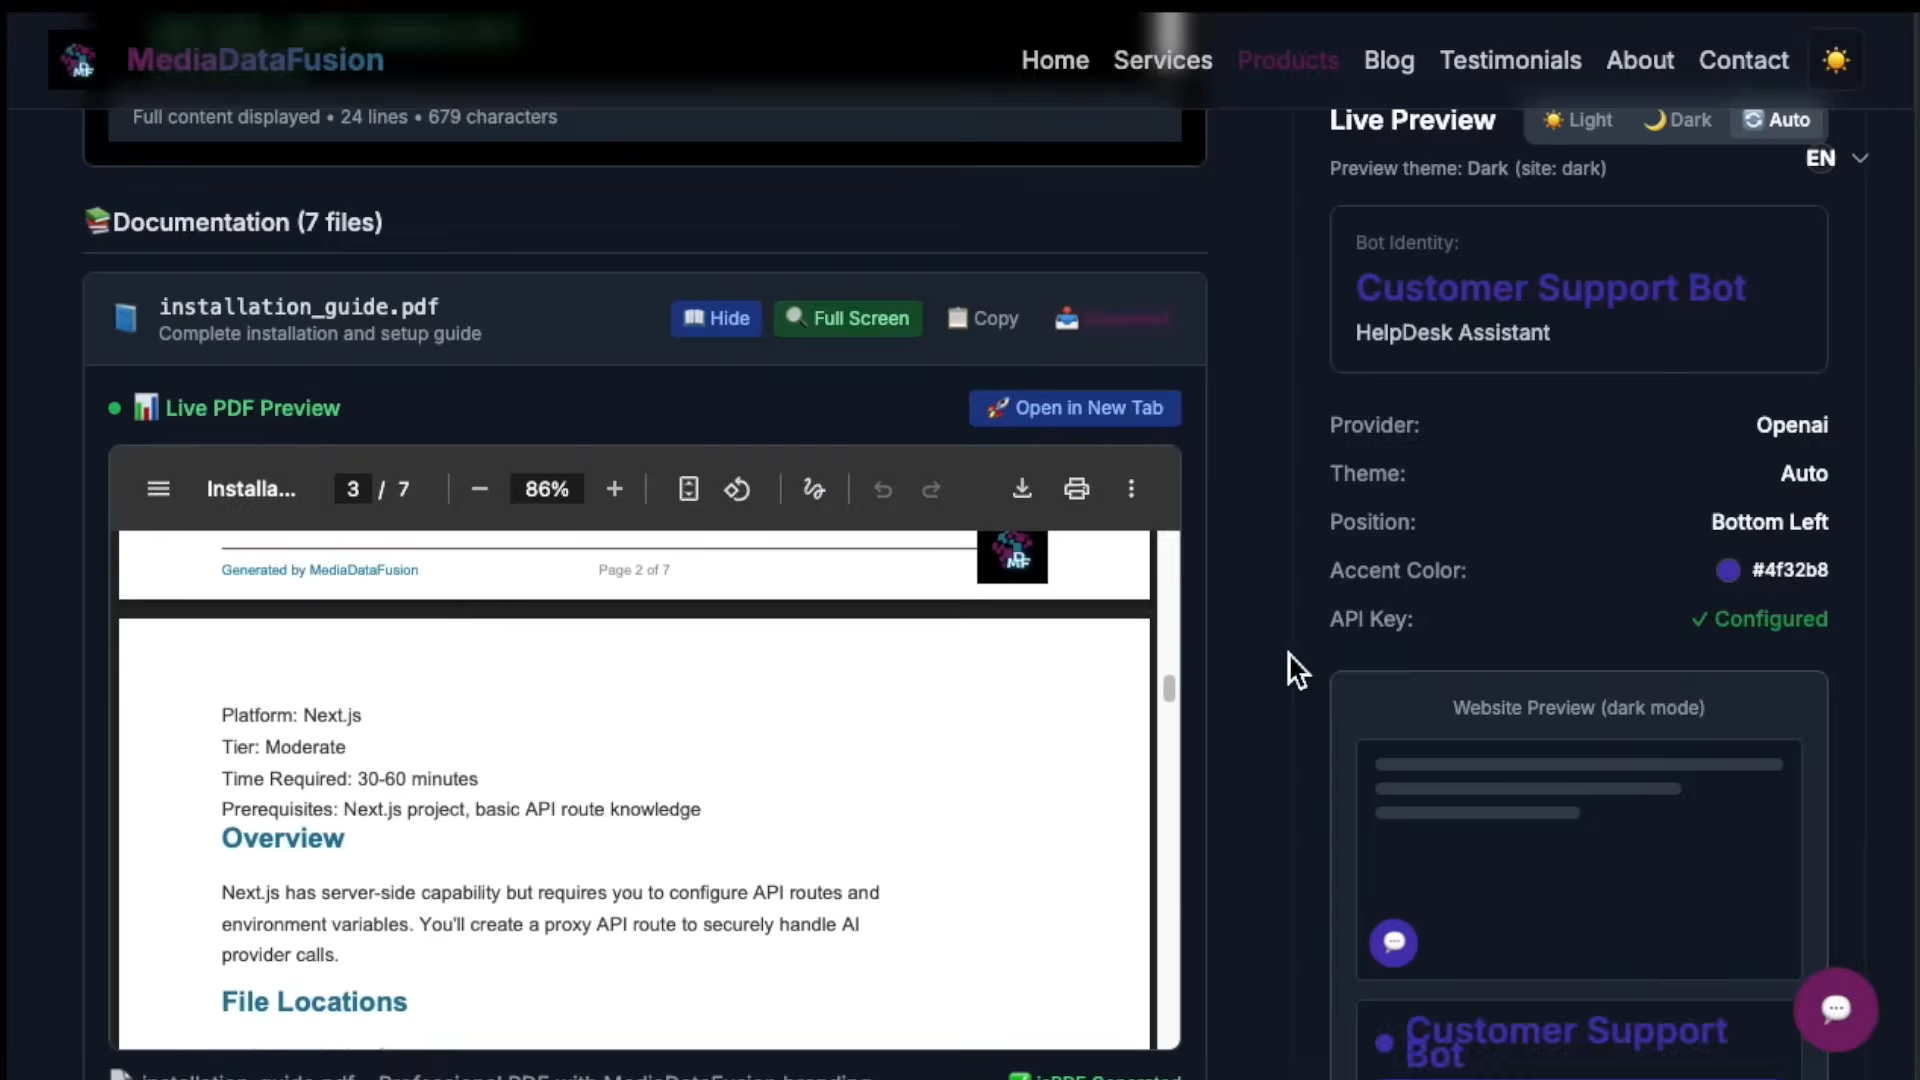 MediaDataFusion
Home Services Products Blog Testimonials About Contact
Full content displayed • 24 lines • 679 characters
Documentation (7 files)
installation_guide.pdf
Complete installation and setup guide
Hide
Full Screen
Copy
Live PDF Preview
Open in New Tab
Installa... 3 / 7 86%
MDF
Generated by MediaDataFusion
Page 2 of 7
Platform: Next.js
Tier: Moderate
Time Required: 30-60 minutes
Prerequisites: Next.js project, basic API route knowledge
Overview
Next.js has server-side capability but requires you to configure API routes and
environment variables. You'll create a proxy API route to securely handle AI
provider calls.
File Locations
Live Preview
Light Dark Auto
EN
Preview theme: Dark (site: dark)
Bot Identity:
Customer Support Bot
HelpDesk Assistant
Provider: Openai
Theme: Auto
Position: Bottom Left
Accent Color: #4f32b8
API Key: ✓ Configured
Website Preview (dark mode)
Customer Support
Bot